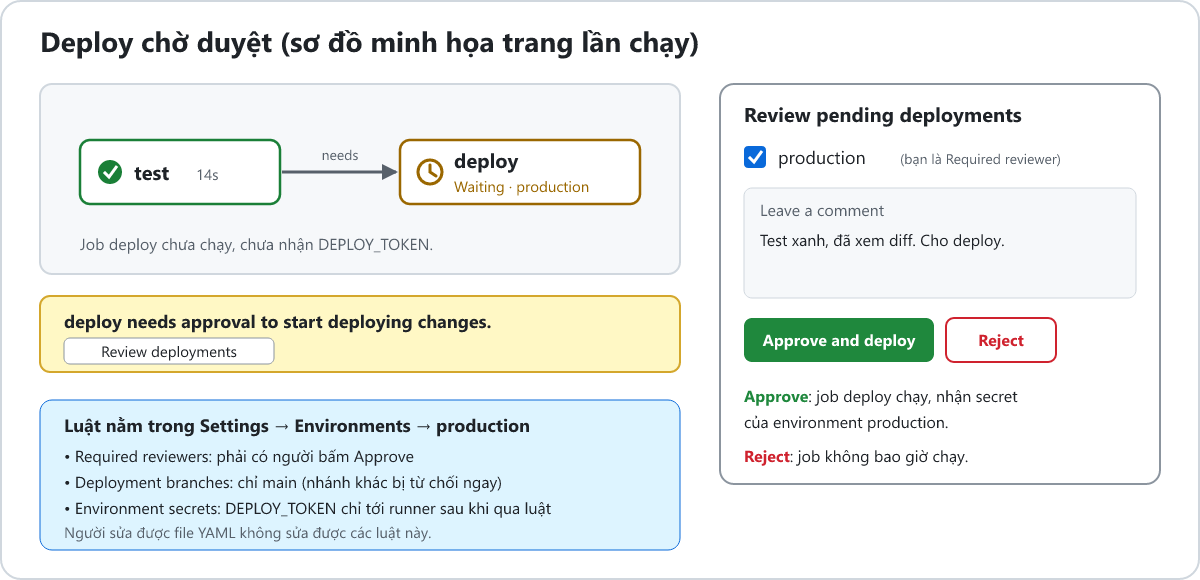 Deploy chờ duyệt (sơ đồ minh họa trang lần chạy)
test 14s
needs
deploy
Waiting · production
Job deploy chưa chạy, chưa nhận DEPLOY_TOKEN.
deploy needs approval to start deploying changes.
Review deployments
Luật nằm trong Settings → Environments → production
• Required reviewers: phải có người bấm Approve
• Deployment branches: chỉ main (nhánh khác bị từ chối ngay)
• Environment secrets: DEPLOY_TOKEN chỉ tới runner sau khi qua luật
Người sửa được file YAML không sửa được các luật này.
Review pending deployments
production (bạn là Required reviewer)
Leave a comment
Test xanh, đã xem diff. Cho deploy.
Approve and deploy
Reject
Approve: job deploy chạy, nhận secret
của environment production.
Reject: job không bao giờ chạy.